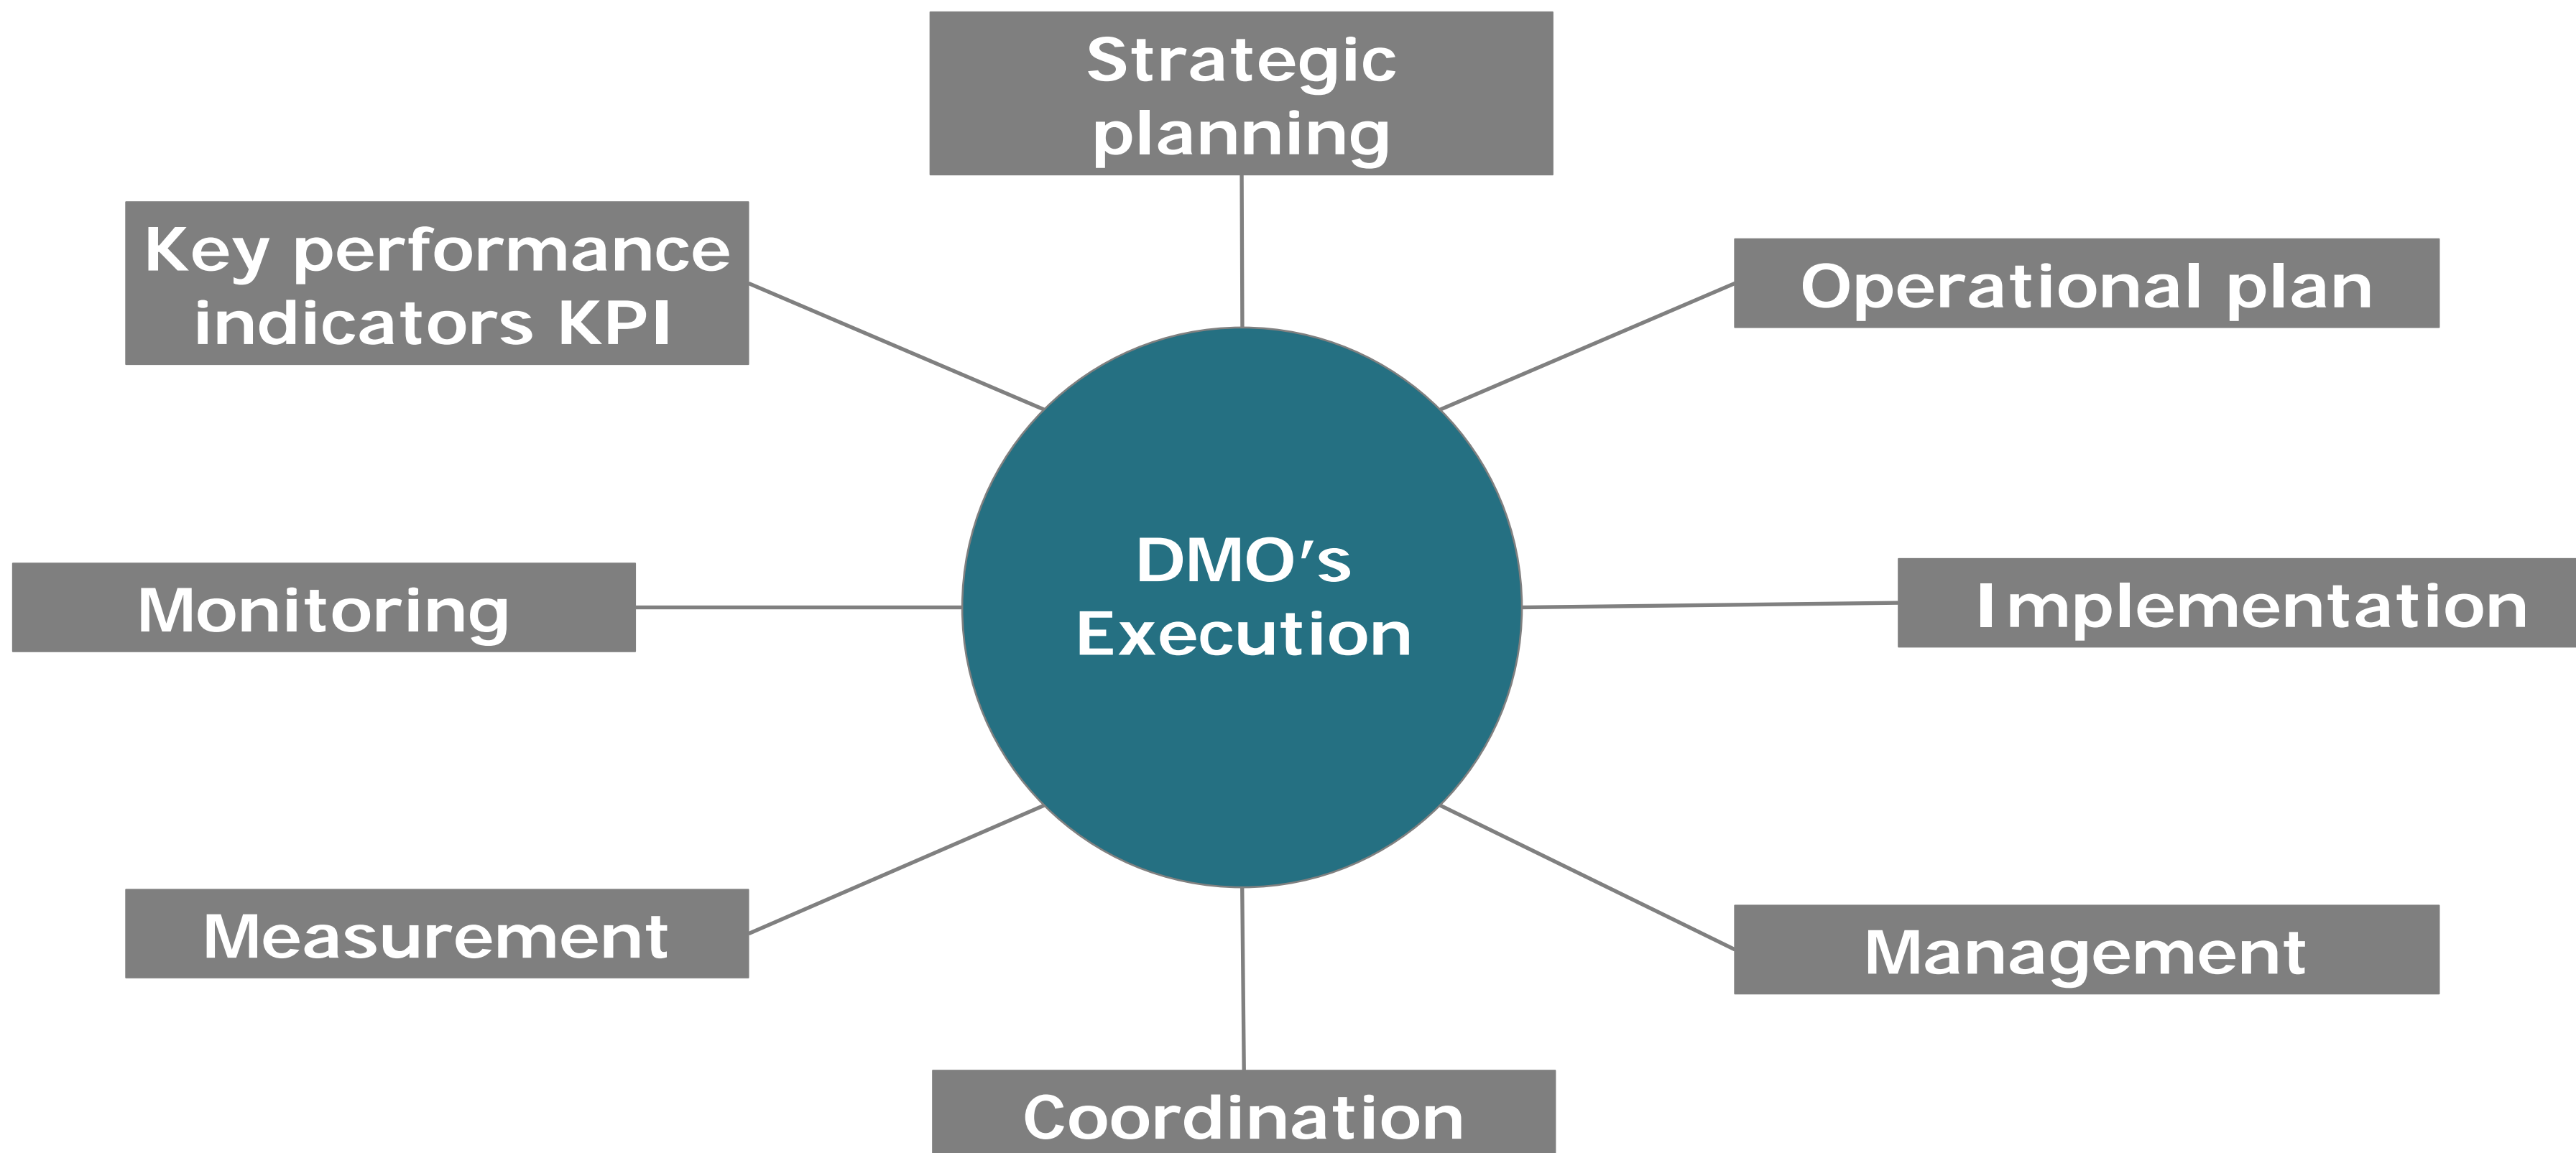 Strategic
planning
Key performance
indicators KPI
Operational plan
DMO’s
Execution
Monitoring
Implementation
Measurement
Management
Coordination